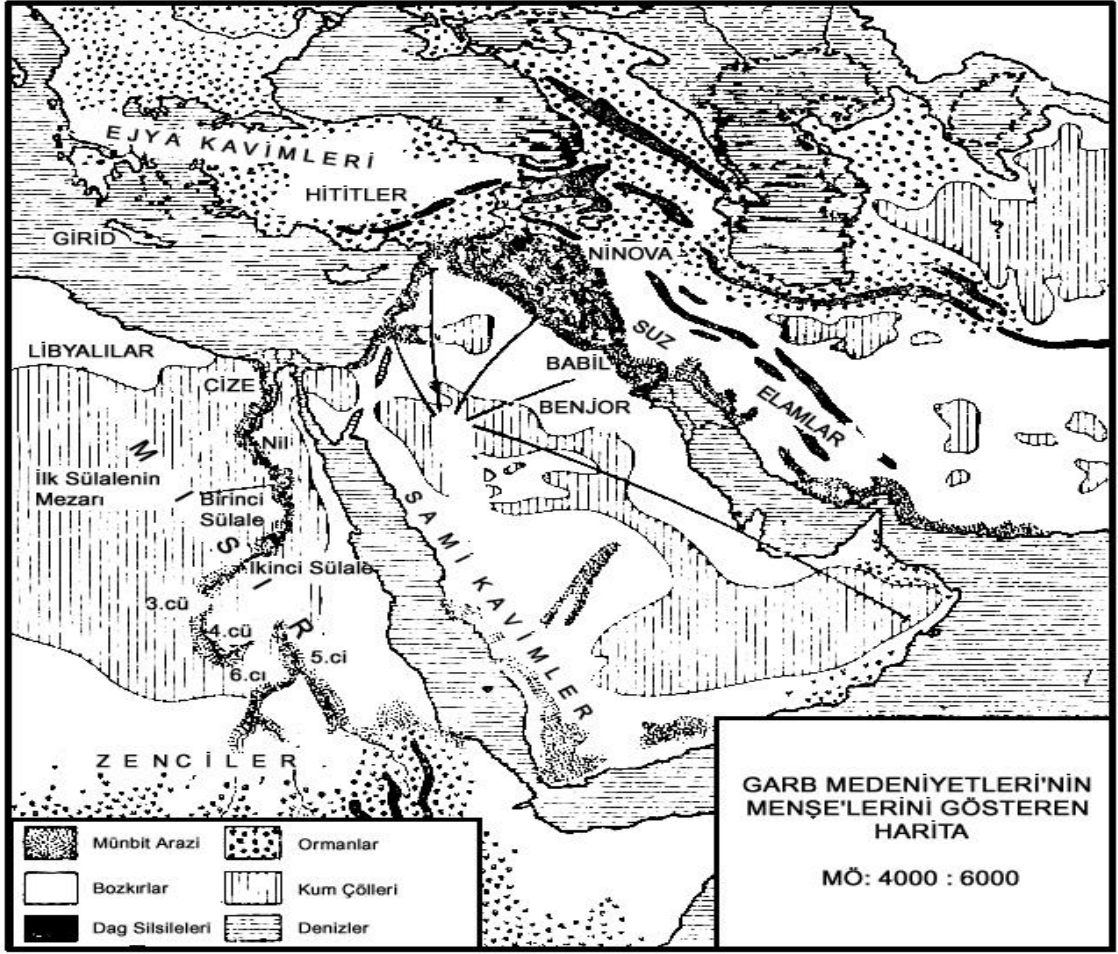 EJYA KAVİMLERİ
HİTİTLER
GİRİD
NİNOVA
LİBYALILAR
SUZ
BABİL
CİZE
BENJOR
ELAMLAR
Nil
MISIR
İlk Sülalenin
Mezarı
Birinci
Sülale
SAMİ KAVİMLER
İkinci Sülale
3.cü
4.cü
5.ci
6.cı
ZENCİLER
GARB MEDENİYETLERİ'NİN
MENŞE'LERİNİ GÖSTEREN
HARİTA
MÖ: 4000 : 6000
Münbit Arazi
Ormanlar
Bozkırlar
Kum Çölleri
Dag Silsileleri
Denizler